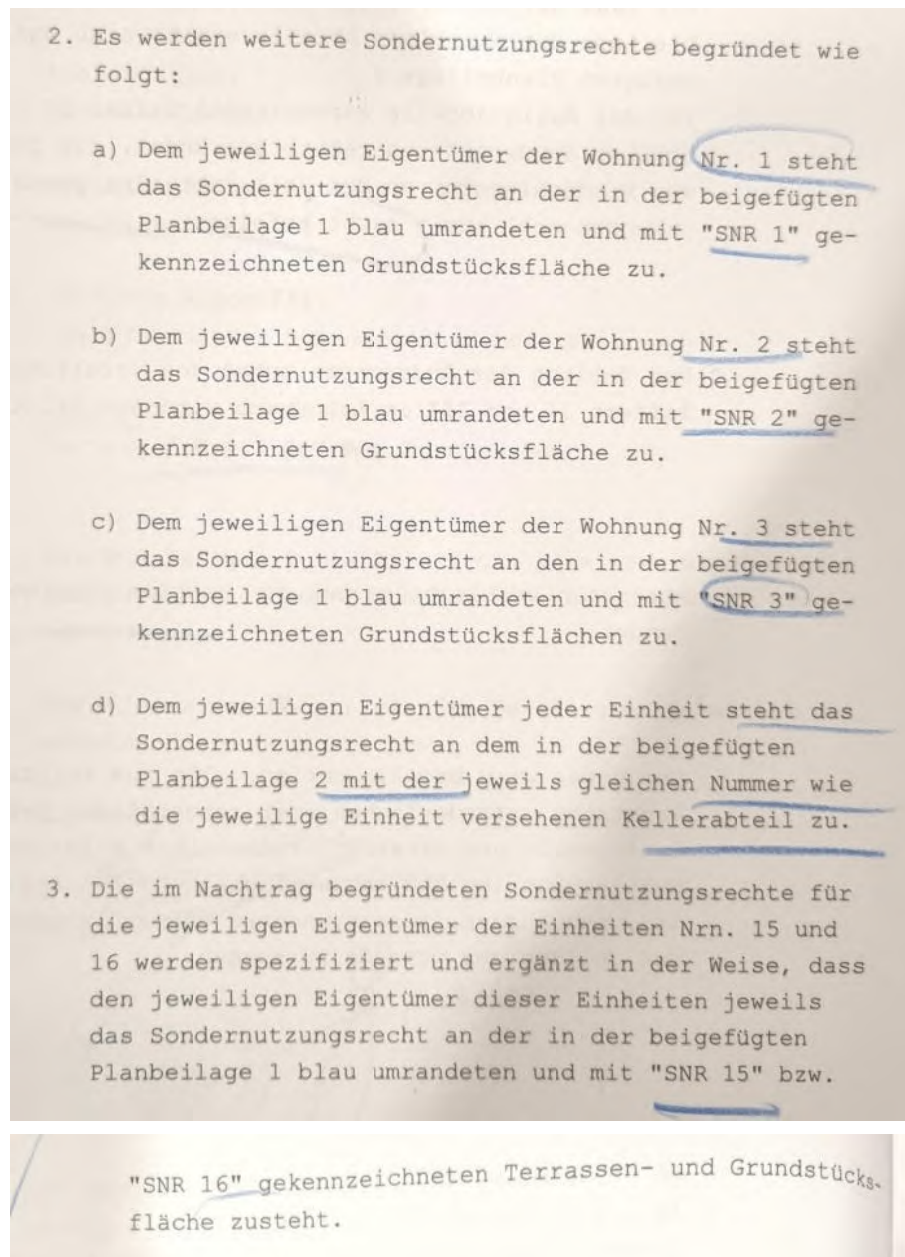 2. Es werden weitere Sondernutzungsrechte begründet wie
folgt:
a) Dem jeweiligen Eigentümer der Wohnung Nr. 1 steht
das Sondernutzungsrecht an der in der beigefügten
Planbeilage 1 blau umrandeten und mit "SNR 1" ge-
kennzeichneten Grundstücksfläche zu.
b) Dem jeweiligen Eigentümer der Wohnung Nr. 2 steht
das Sondernutzungsrecht an der in der beigefügten
Planbeilage 1 blau umrandeten und mit "SNR 2" ge-
kennzeichneten Grundstücksfläche zu.
c) Dem jeweiligen Eigentümer der Wohnung Nr. 3 steht
das Sondernutzungsrecht an den in der beigefügten
Planbeilage 1 blau umrandeten und mit "SNR 3" ge-
kennzeichneten Grundstücksflächen zu.
d) Dem jeweiligen Eigentümer jeder Einheit steht das
Sondernutzungsrecht an dem in der beigefügten
Planbeilage 2 mit der jeweils gleichen Nummer wie
die jeweilige Einheit versehenen Kellerabteil zu.
3. Die im Nachtrag begründeten Sondernutzungsrechte für
die jeweiligen Eigentümer der Einheiten Nrn. 15 und
16 werden spezifiziert und ergänzt in der Weise, dass
den jeweiligen Eigentümer dieser Einheiten jeweils
das Sondernutzungsrecht an der in der beigefügten
Planbeilage 1 blau umrandeten und mit "SNR 15" bzw.
"SNR 16" gekennzeichneten Terrassen- und Grundstücks-
fläche zusteht.